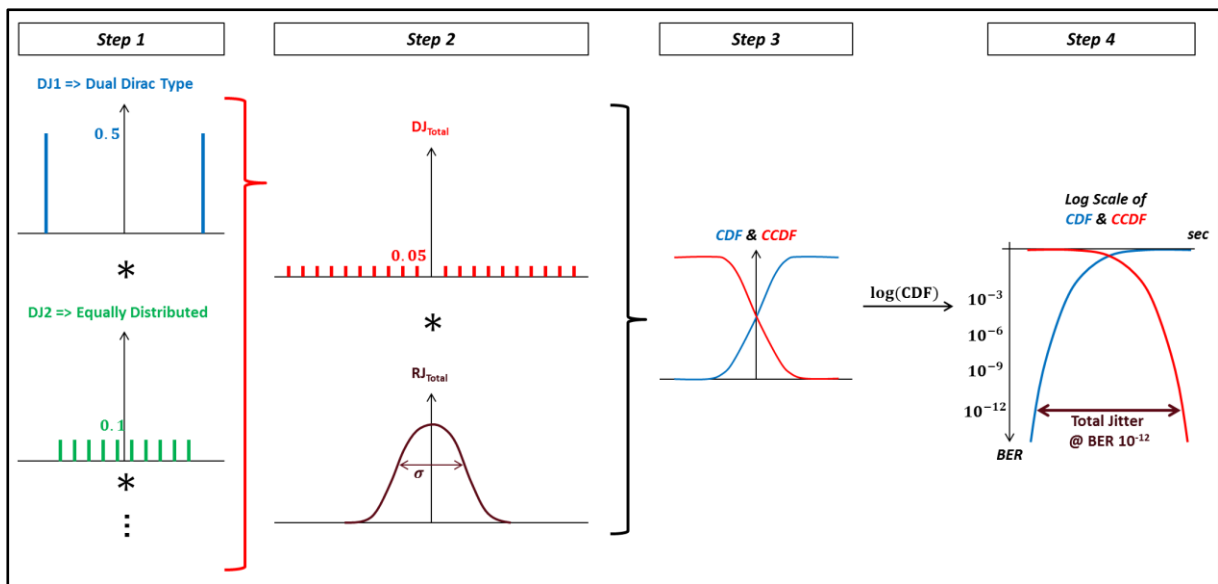 Step 1
DJ1 => Dual Dirac Type
0.5
*
DJ2 => Equally Distributed
0.1
*
⋮
Step 2
DJTotal
0.05
*
RJTotal
σ
Step 3
CDF & CCDF
log(CDF)
Step 4
Log Scale of
CDF & CCDF
sec
10⁻³
10⁻⁶
10⁻⁹
10⁻¹²
Total Jitter
@ BER 10⁻¹²
BER